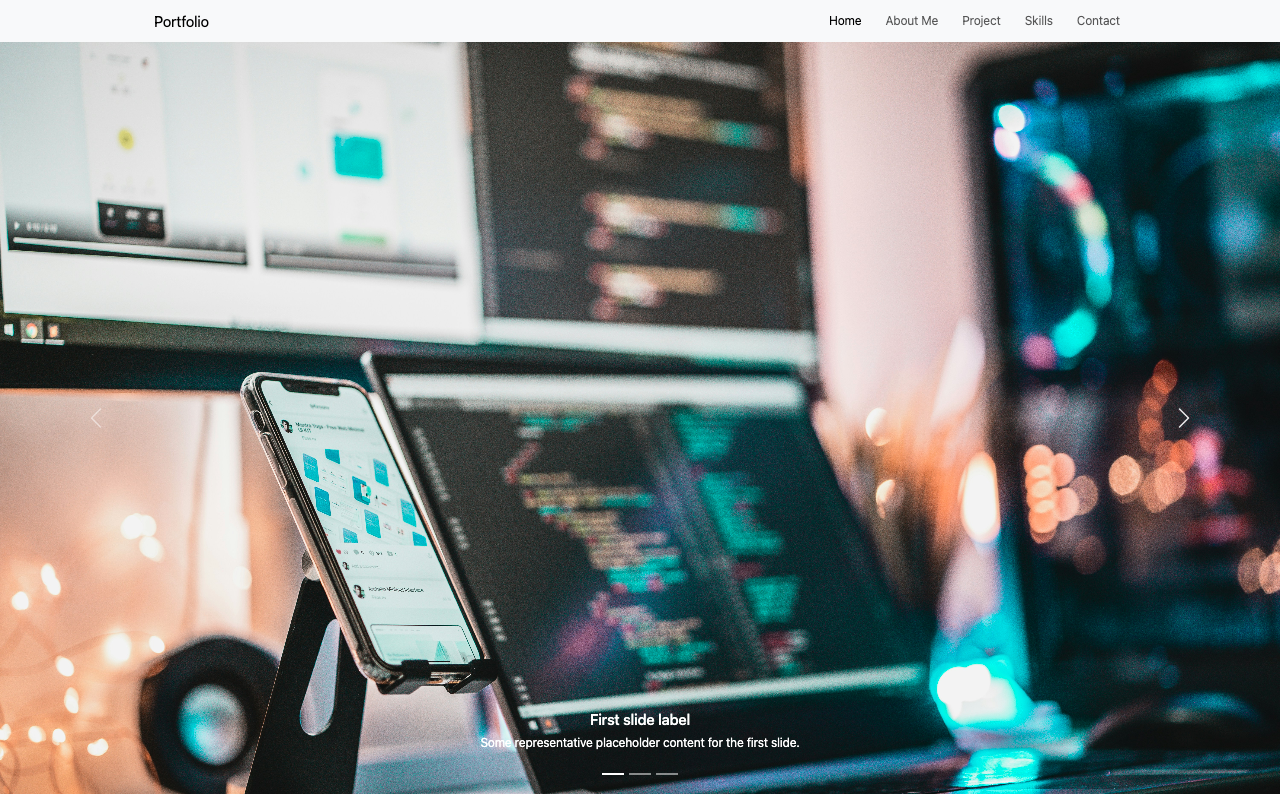 Portfolio
Home
About Me
Project
Skills
Contact
First slide label
Some representative placeholder content for the first slide.